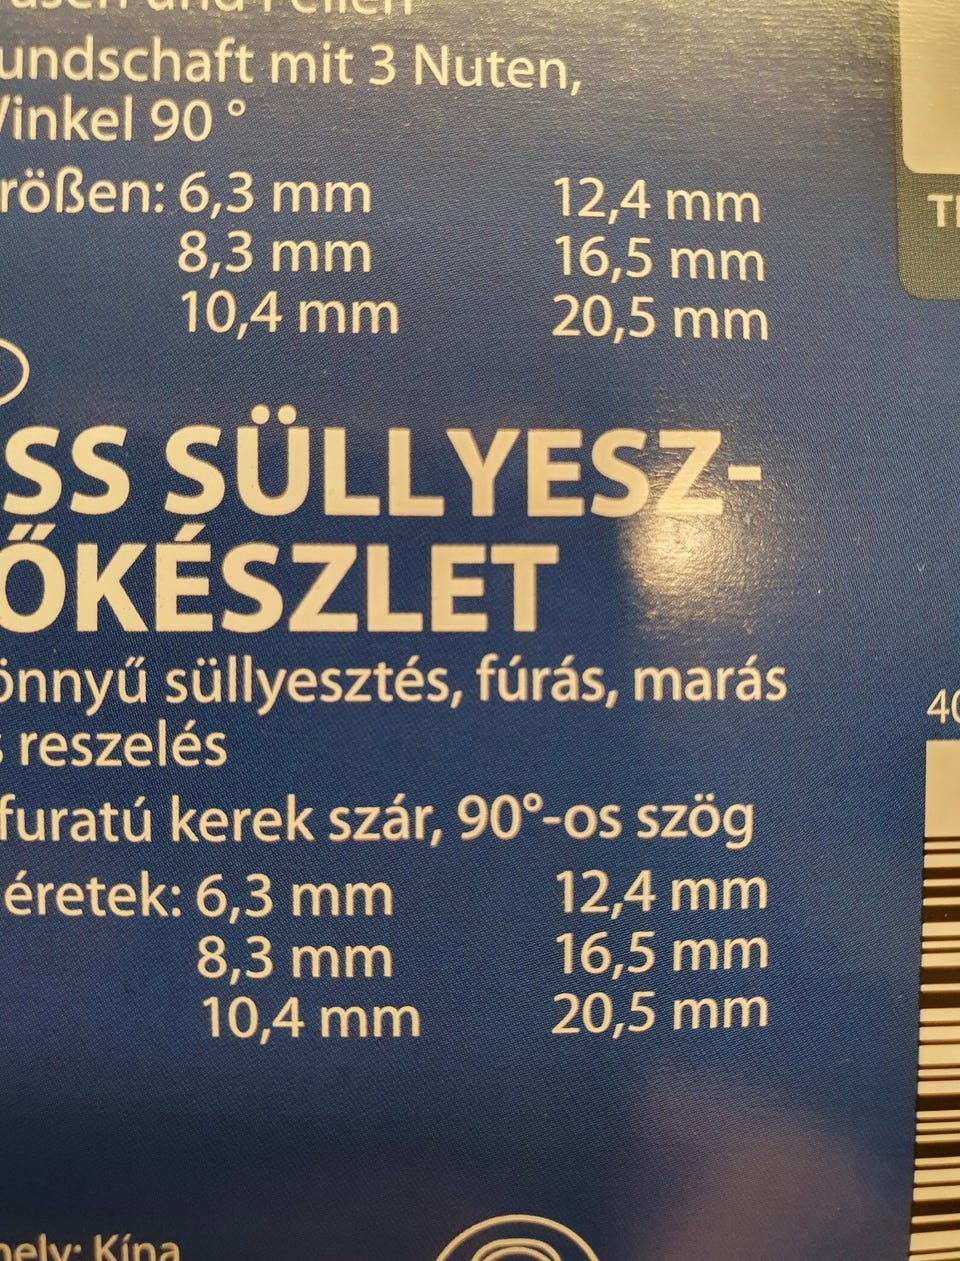 und Feilen
undschaft mit 3 Nuten,
Winkel 90 °
rößen: 6,3 mm 12,4 mm
8,3 mm 16,5 mm
10,4 mm 20,5 mm
SS SÜLLYESZ-
ŐKÉSZLET
önnyű süllyesztés, fúrás, marás
s reszelés
furatú kerek szár, 90°-os szög
éretek: 6,3 mm 12,4 mm
8,3 mm 16,5 mm
10,4 mm 20,5 mm
hely: Kína
40